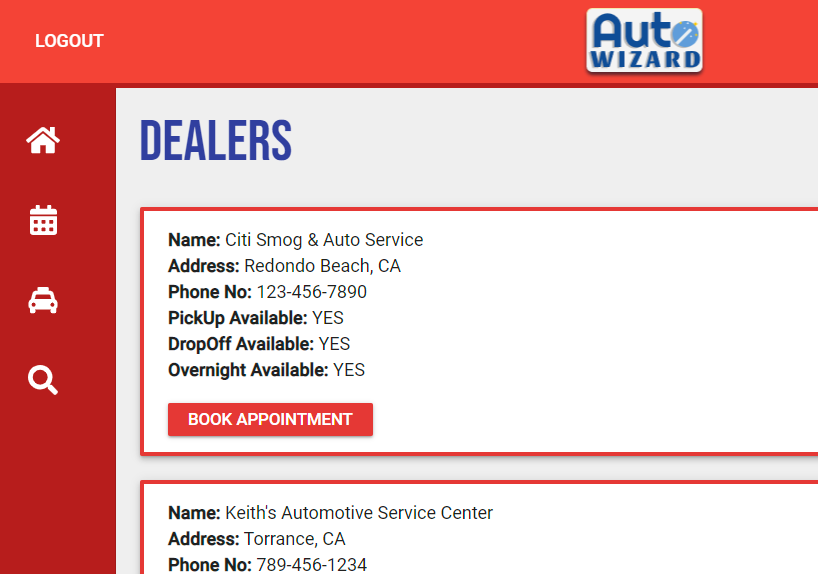 LOGOUT
Auto
WIZARD
DEALERS
Name: Citi Smog & Auto Service
Address: Redondo Beach, CA
Phone No: 123-456-7890
PickUp Available: YES
DropOff Available: YES
Overnight Available: YES
BOOK APPOINTMENT
Name: Keith's Automotive Service Center
Address: Torrance, CA
Phone No: 789-456-1234